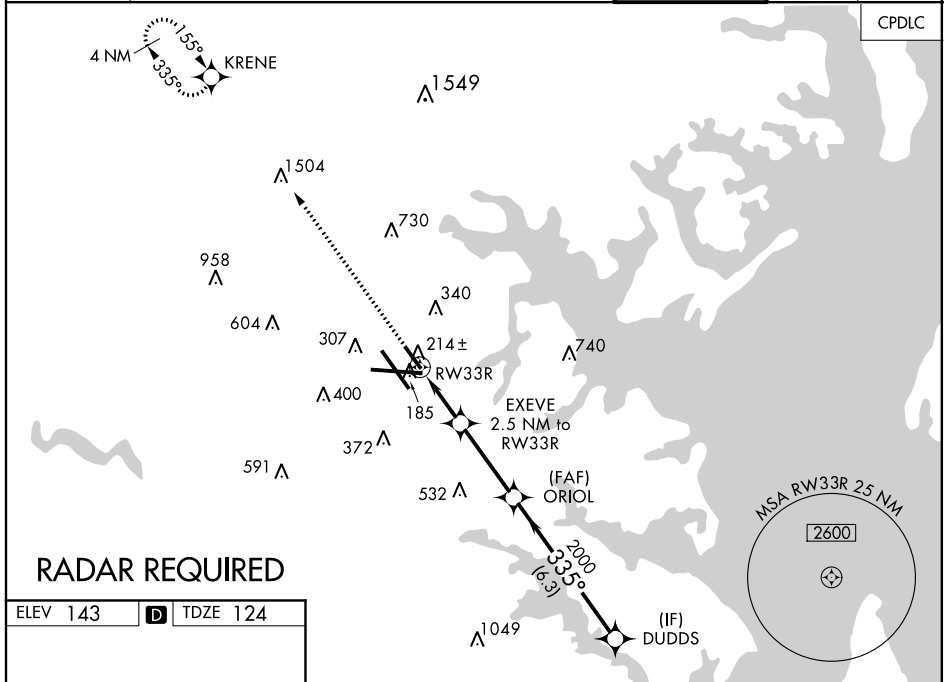 CPDLC
4 NM
155°
335°
KRENE
1549
1504
730
958
340
604
307
214±
740
RW33R
400
185
EXEVE
2.5 NM to
RW33R
372
591
532
(FAF)
ORIOL
MSA RW33R 25 NM
2600
2000
335°
(6.3)
RADAR REQUIRED
ELEV 143 D TDZE 124
1049
(IF)
DUDDS